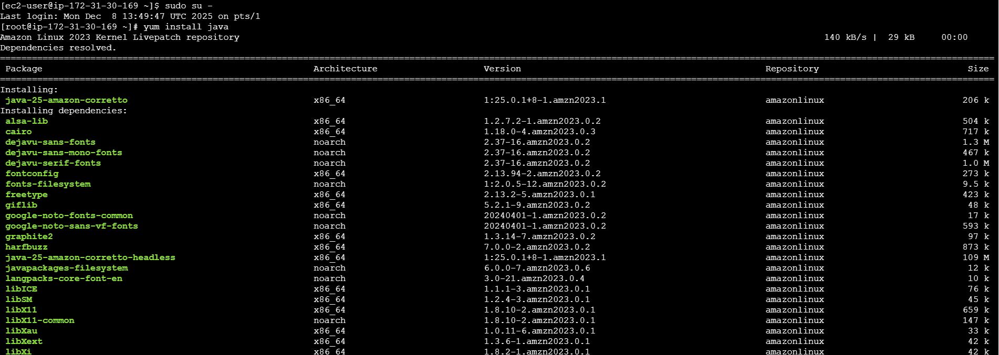 [ec2-user@ip-172-31-30-169 ~]$ sudo su -
Last login: Mon Dec  8 13:49:47 UTC 2025 on pts/1
[root@ip-172-31-30-169 ~]# yum install java
Amazon Linux 2023 Kernel Livepatch repository 140 kB/s |  29 kB     00:00
Dependencies resolved.
================================================================================
Package Architecture Version Repository Size
================================================================================
Installing:
java-25-amazon-corretto x86_64 1:25.0.1+8-1.amzn2023.1 amazonlinux 206 k
Installing dependencies:
alsa-lib x86_64 1.2.7.2-1.amzn2023.0.2 amazonlinux 504 k
cairo x86_64 1.18.0-4.amzn2023.0.3 amazonlinux 717 k
dejavu-sans-fonts noarch 2.37-16.amzn2023.0.2 amazonlinux 1.3 M
dejavu-sans-mono-fonts noarch 2.37-16.amzn2023.0.2 amazonlinux 467 k
dejavu-serif-fonts noarch 2.37-16.amzn2023.0.2 amazonlinux 1.0 M
fontconfig x86_64 2.13.94-2.amzn2023.0.2 amazonlinux 273 k
fonts-filesystem noarch 1:2.0.5-12.amzn2023.0.2 amazonlinux 9.5 k
freetype x86_64 2.13.2-5.amzn2023.0.1 amazonlinux 423 k
giflib x86_64 5.2.1-9.amzn2023.0.2 amazonlinux 48 k
google-noto-fonts-common noarch 20240401-1.amzn2023.0.2 amazonlinux 17 k
google-noto-sans-vf-fonts noarch 20240401-1.amzn2023.0.2 amazonlinux 593 k
graphite2 x86_64 1.3.14-7.amzn2023.0.2 amazonlinux 97 k
harfbuzz x86_64 7.0.0-2.amzn2023.0.2 amazonlinux 873 k
java-25-amazon-corretto-headless x86_64 1:25.0.1+8-1.amzn2023.1 amazonlinux 109 M
javapackages-filesystem noarch 6.0.0-7.amzn2023.0.6 amazonlinux 12 k
langpacks-core-font-en noarch 3.0-21.amzn2023.0.4 amazonlinux 10 k
libICE x86_64 1.1.1-3.amzn2023.0.1 amazonlinux 76 k
libSM x86_64 1.2.4-3.amzn2023.0.1 amazonlinux 45 k
libX11 x86_64 1.8.10-2.amzn2023.0.1 amazonlinux 659 k
libX11-common noarch 1.8.10-2.amzn2023.0.1 amazonlinux 147 k
libXau x86_64 1.0.11-6.amzn2023.0.1 amazonlinux 33 k
libXext x86_64 1.3.6-1.amzn2023.0.1 amazonlinux 42 k
libXi x86_64 1.8.2-1.amzn2023.0.1 amazonlinux 42 k